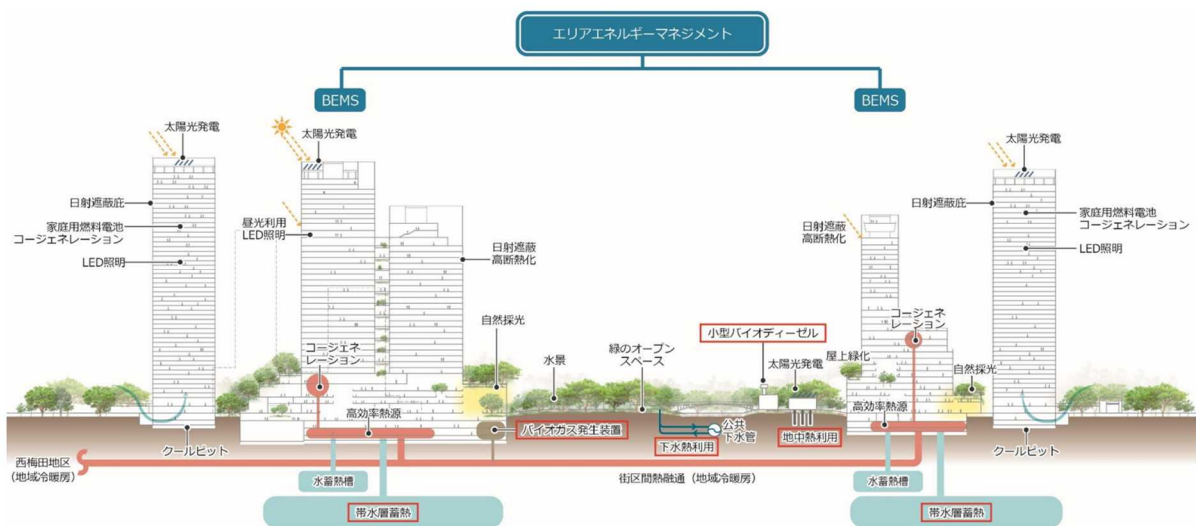 エリアエネルギーマネジメント
BEMS
BEMS
太陽光発電
太陽光発電
太陽光発電
日射遮蔽庇
家庭用燃料電池
コージェネレーション
LED照明
昼光利用
LED照明
日射遮蔽
高断熱化
日射遮蔽
高断熱化
日射遮蔽庇
家庭用燃料電池
コージェネレーション
LED照明
自然採光
コージェネ
レーション
水景
緑のオープン
スペース
小型バイオディーゼル
太陽光発電
屋上緑化
コージェネ
レーション
自然採光
高効率熱源
バイオガス発生装置
下水熱利用
公共
下水管
地中熱利用
高効率熱源
クールピット
クールピット
西梅田地区
(地域冷暖房)
水蓄熱槽
街区間熱融通(地域冷暖房)
水蓄熱槽
帯水層蓄熱
帯水層蓄熱